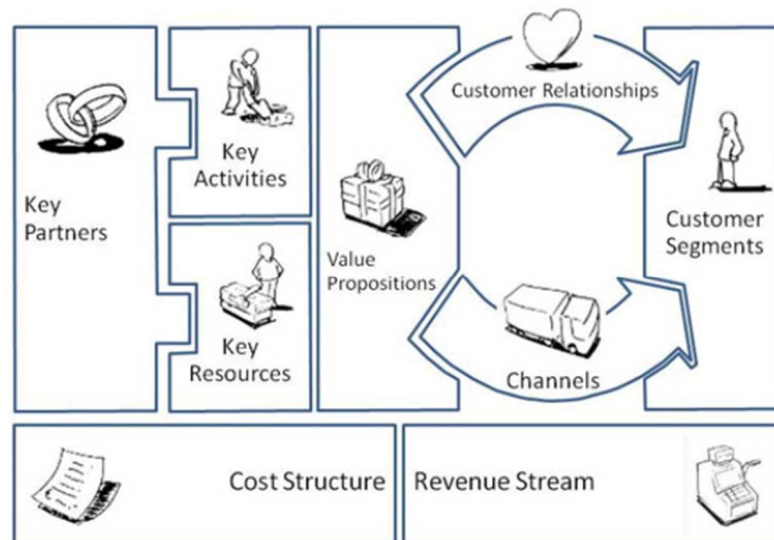 Key
Partners
Key
Activities
Key
Resources
Value
Propositions
Customer Relationships
Channels
Customer
Segments
Cost Structure
Revenue Stream